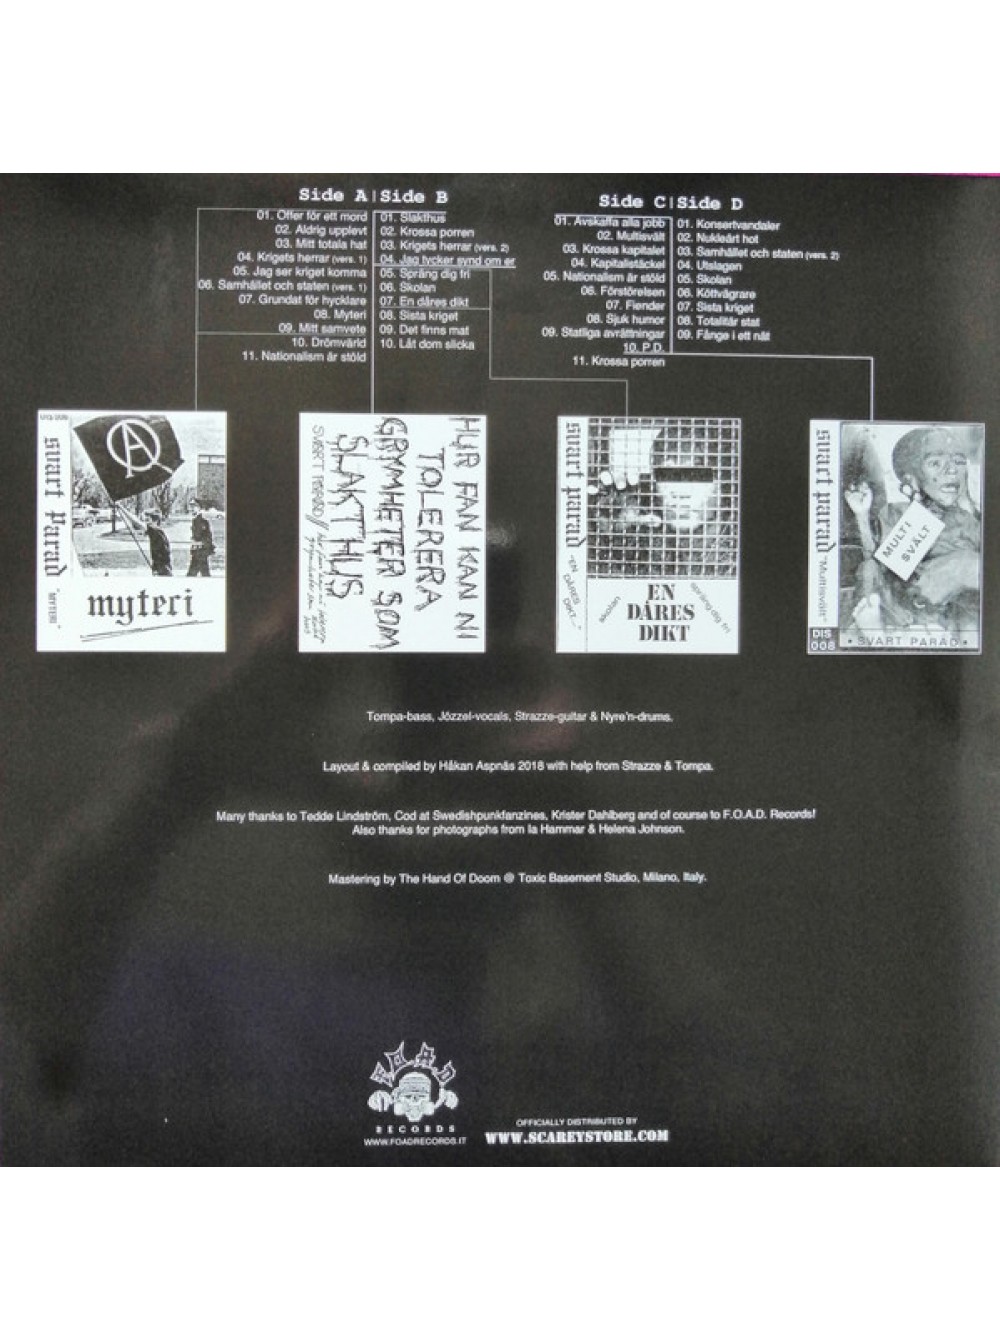 Side A | Side B
01. Offer för ett mord
02. Aldrig upplevt
03. Mitt totala hat
04. Krigets herrar (vers. 1)
05. Jag ser kriget komma
06. Samhället och staten (vers. 1)
07. Grundat för hycklare
08. Myteri
09. Mitt samvete
10. Drömvärld
11. Nationalism är stöld
01. Slakthus
02. Krossa porren
03. Krigets herrar (vers. 2)
04. Jag tycker synd om er
05. Spräng dig fri
06. Skolan
07. En dåres dikt
08. Sista kriget
09. Det finns mat
10. Låt dom slicka
Side C | Side D
01. Avskaffa alla jobb
02. Multisvält
03. Krossa kapitalet
04. Kapitalistäckel
05. Nationalism är stöld
06. Förstörelsen
07. Fiender
08. Sjuk humor
09. Statliga avrättningar
10. P.D.
11. Krossa porren
01. Konsertvandaler
02. Nukleärt hot
03. Samhället och staten (vers. 2)
04. Utslagen
05. Skolan
06. Köttvägrare
07. Sista kriget
08. Totalitär stat
09. Fånge i ett nät
svart Parad
"MYTERI"
myteri
HUR FAN KAN NI
TOLERERA
GRYMHETER SOM
SLAKTHUS
SVART PARAD //
svart parad
"EN DÅRES DIKT..."
skolan
EN
DÅRES
DIKT
spräng dig fri
svart parad
"Multisvält"
MULTI
SVÄLT
DIS
008
• SVART PARAD •
Tompa-bass, Jözzel-vocals, Strazze-guitar & Nyre'n-drums.
Layout & compiled by Håkan Aspnäs 2018 with help from Strazze & Tompa.
Many thanks to Tedde Lindström, Cod at Swedishpunkfanzines, Krister Dahlberg and of course to F.O.A.D. Records!
Also thanks for photographs from Ia Hammar & Helena Johnson.
Mastering by The Hand Of Doom @ Toxic Basement Studio, Milano, Italy.
F.O.A.D
RECORDS
WWW.FOADRECORDS.IT
OFFICIALLY DISTRIBUTED BY
WWW.SCAREYSTORE.COM